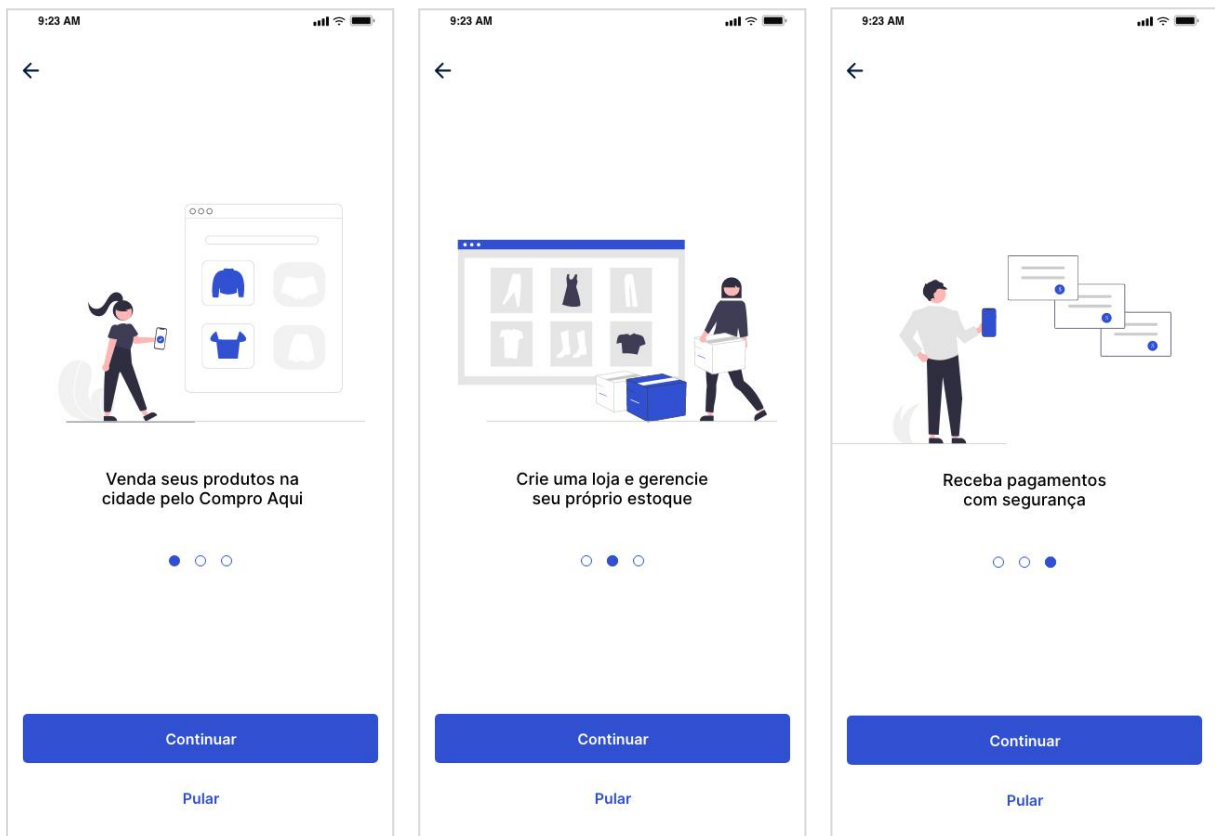 9:23 AM
Venda seus produtos na
cidade pelo Compro Aqui
Continuar
Pular
9:23 AM
Crie uma loja e gerencie
seu próprio estoque
Continuar
Pular
9:23 AM
Receba pagamentos
com segurança
Continuar
Pular